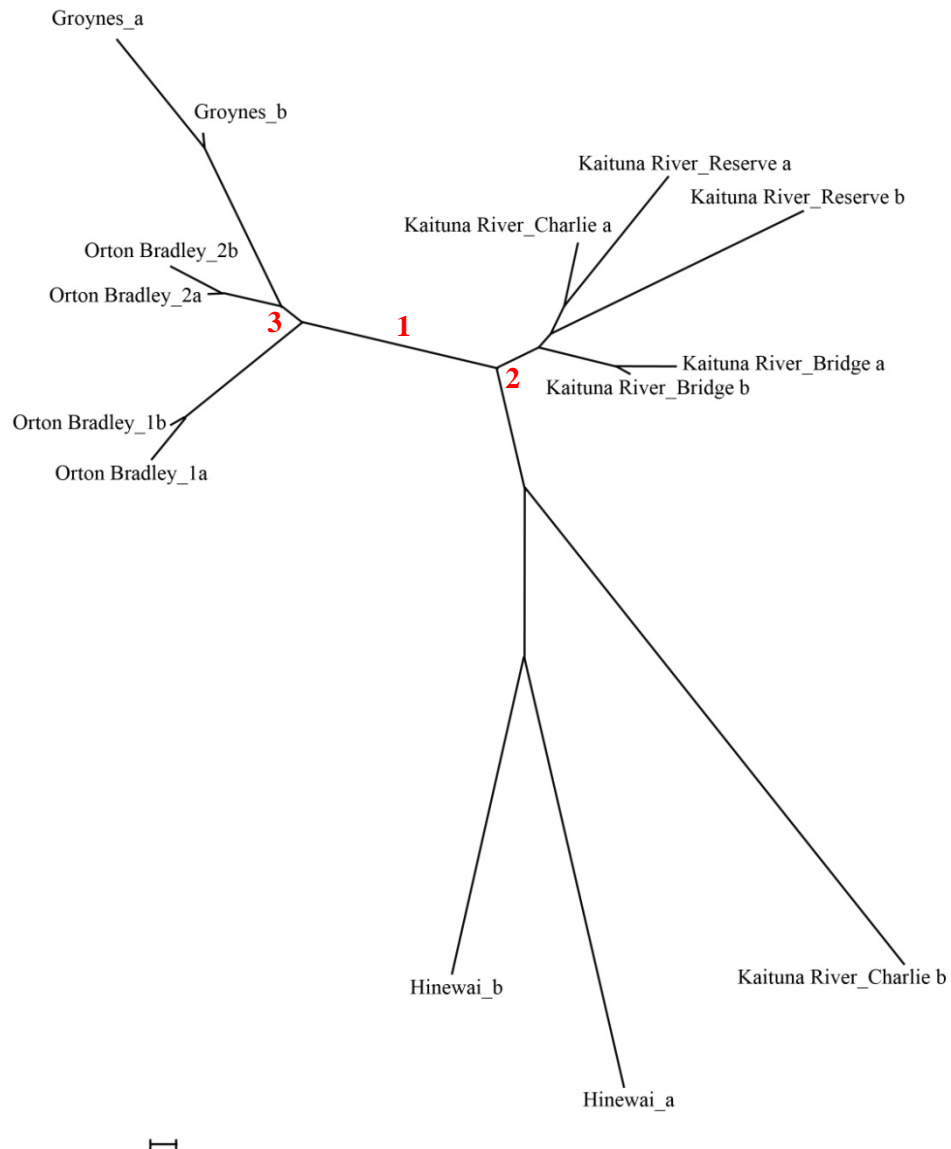 Groynes_a
Groynes_b
Kaituna River_Reserve a
Kaituna River_Reserve b
Kaituna River_Charlie a
Orton Bradley_2b
Orton Bradley_2a
3
1
2
Kaituna River_Bridge a
Kaituna River_Bridge b
Orton Bradley_1b
Orton Bradley_1a
Kaituna River_Charlie b
Hinewai_b
Hinewai_a